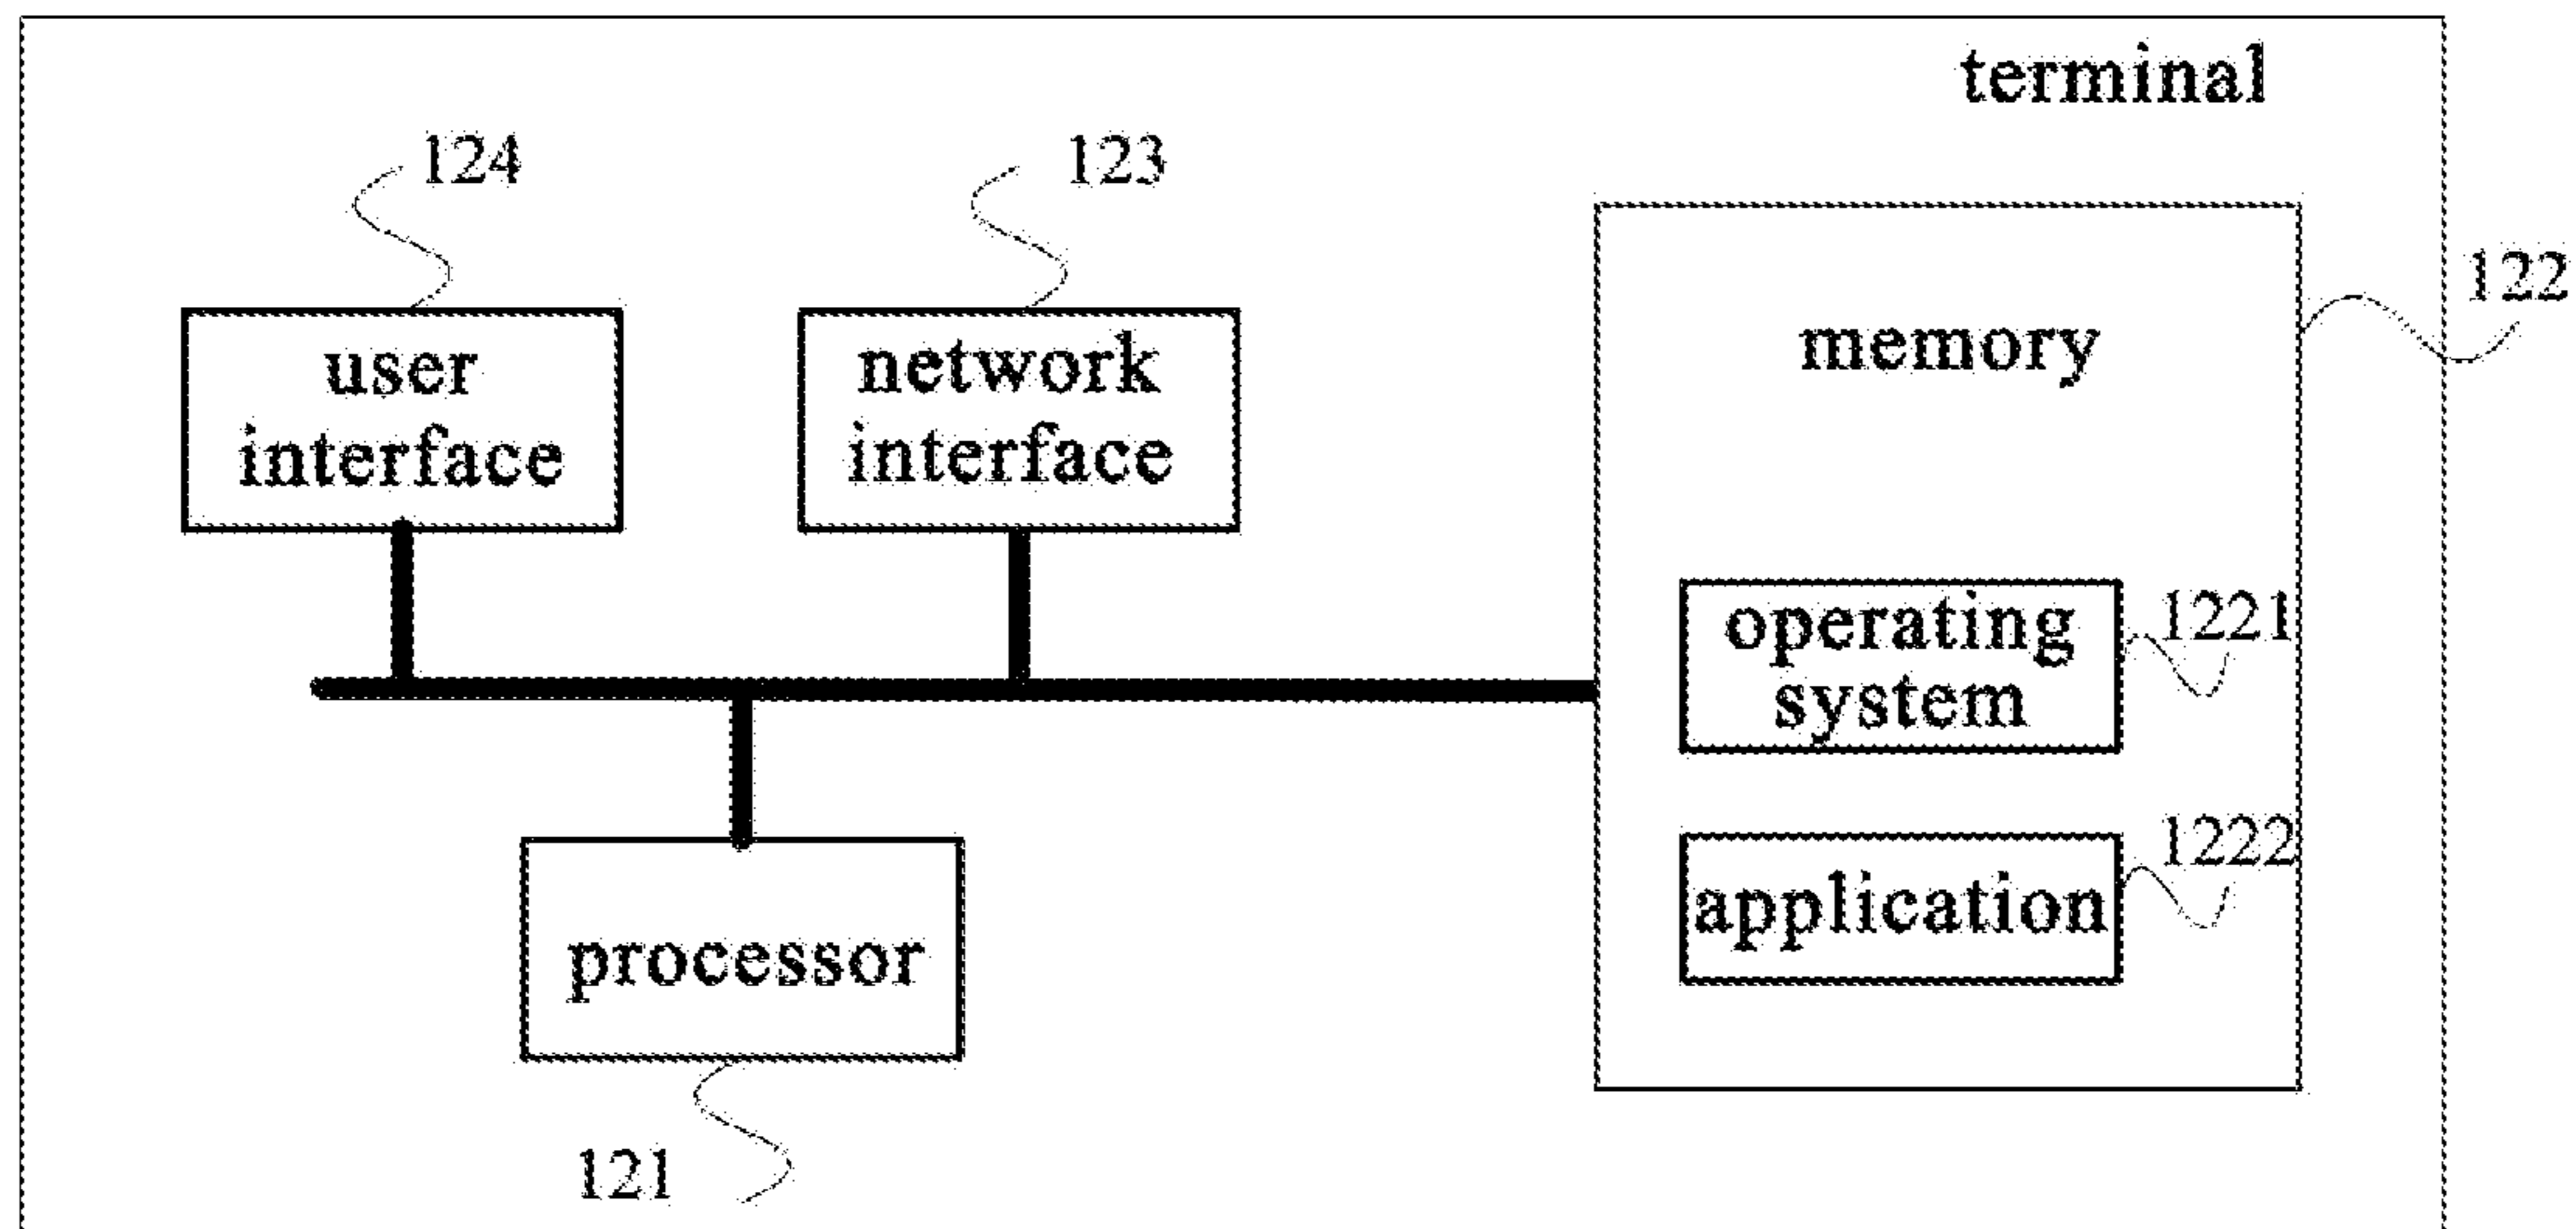 terminal
124
123
122
user
interface
network
interface
memory
operating
system
1221
application
1222
processor
121